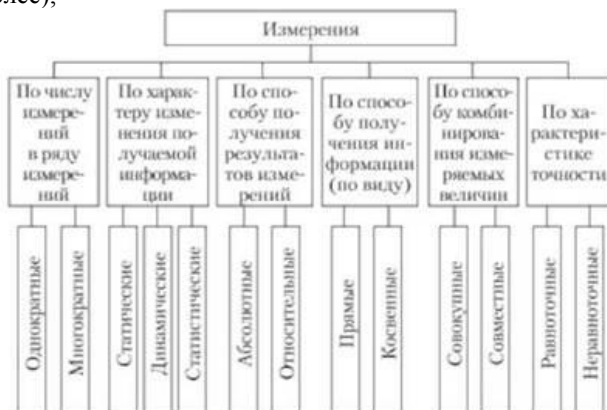 олее),
Измерения
По числу
измере-
ний
в ряду
измерений
По харак-
теру изме-
нения по-
лучаемой
информа-
ции
По спо-
собу по-
лучения
результа-
тов изме-
рений
По спосо-
бу полу-
чения ин-
формации
(по виду)
По спосо-
бу комби-
нирова-
ния изме-
ряемых
величин
По ха-
рактери-
стике
точности
Однократные
Многократные
Статические
Динамические
Статистические
Абсолютные
Относительные
Прямые
Косвенные
Совокупные
Совместные
Равноточные
Неравноточные